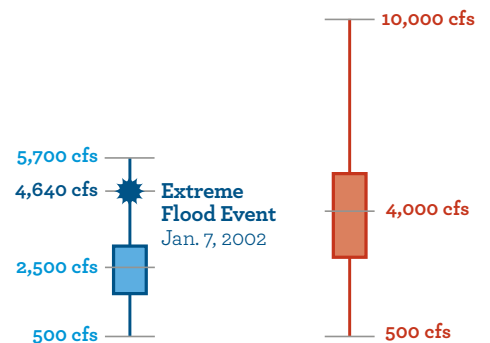 10,000 cfs
5,700 cfs
4,640 cfs
Extreme
Flood Event
Jan. 7, 2002
4,000 cfs
2,500 cfs
500 cfs
500 cfs